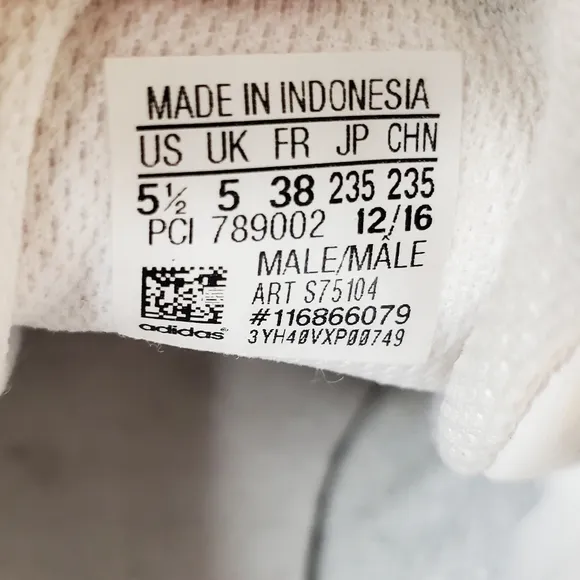 MADE IN INDONESIA
US UK FR JP CHN
5½ 5 38 235 235
PCI 789002 12/16
MALE/MÂLE
ART S75104
#116866079
adidas
3YH40VXP00749